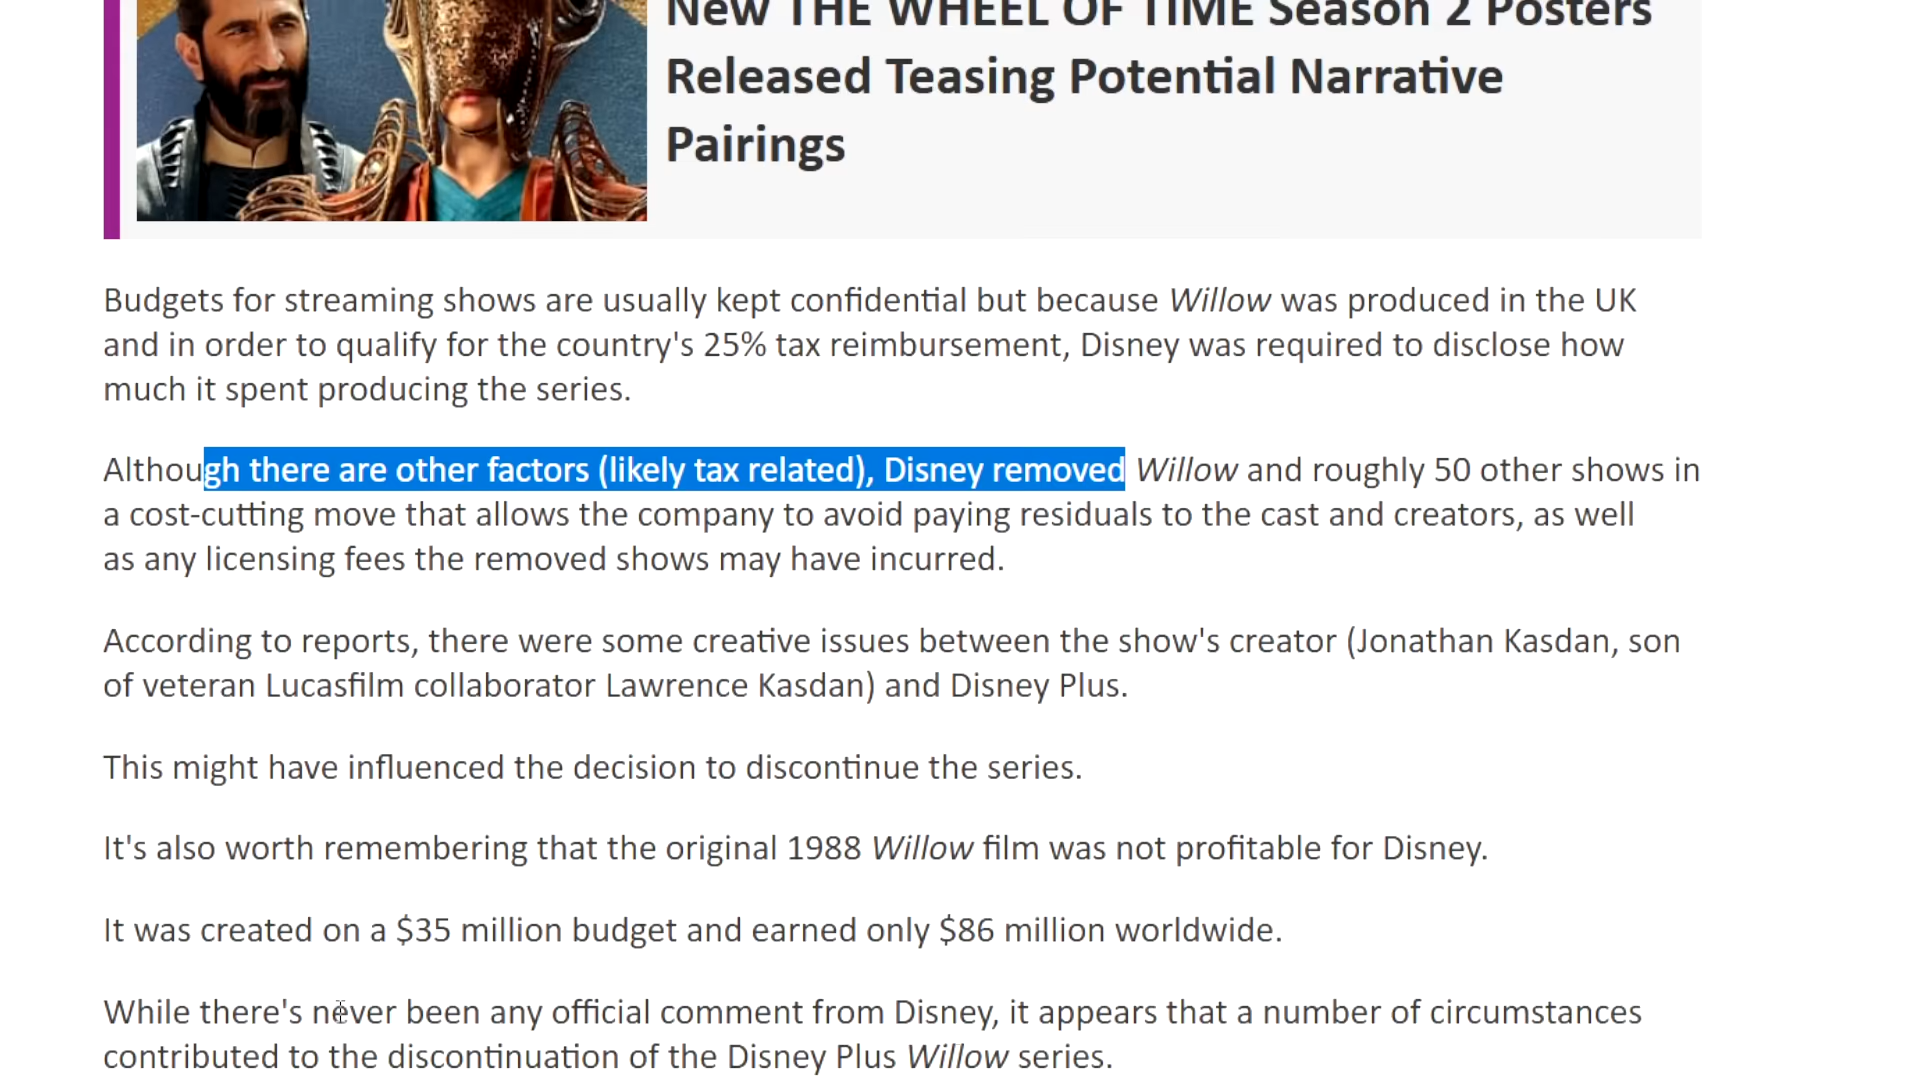 New THE WHEEL OF TIME Season 2 Posters
Released Teasing Potential Narrative
Pairings
Budgets for streaming shows are usually kept confidential but because Willow was produced in the UK
and in order to qualify for the country's 25% tax reimbursement, Disney was required to disclose how
much it spent producing the series.
Although there are other factors (likely tax related), Disney removed Willow and roughly 50 other shows in
a cost-cutting move that allows the company to avoid paying residuals to the cast and creators, as well
as any licensing fees the removed shows may have incurred.
According to reports, there were some creative issues between the show's creator (Jonathan Kasdan, son
of veteran Lucasfilm collaborator Lawrence Kasdan) and Disney Plus.
This might have influenced the decision to discontinue the series.
It's also worth remembering that the original 1988 Willow film was not profitable for Disney.
It was created on a $35 million budget and earned only $86 million worldwide.
While there's never been any official comment from Disney, it appears that a number of circumstances
contributed to the discontinuation of the Disney Plus Willow series.